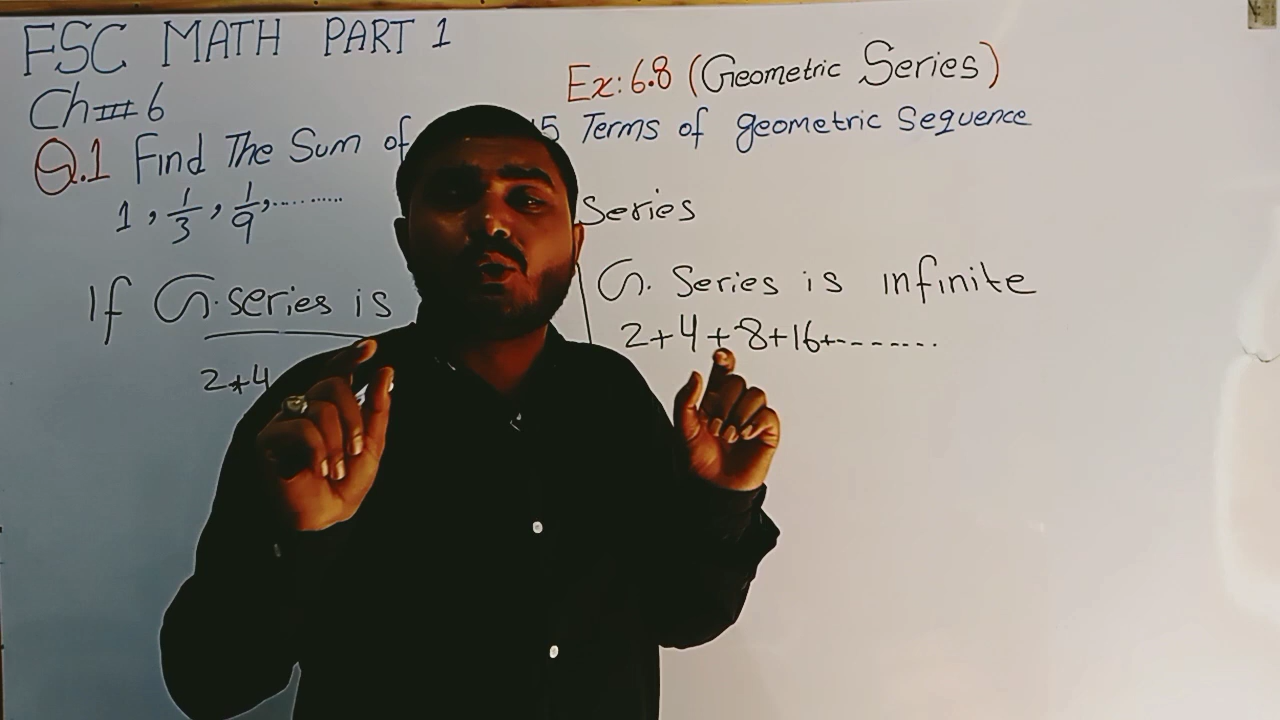 FSC MATH PART 1
Ch # 6
Ex: 6.8 (Geometric Series)
Q.1 Find The Sum of 15 Terms of geometric Sequence
1, 1/3, 1/9, ..........
Series
If G.series is
G. Series is infinite
2+4
2+4+8+16+-------